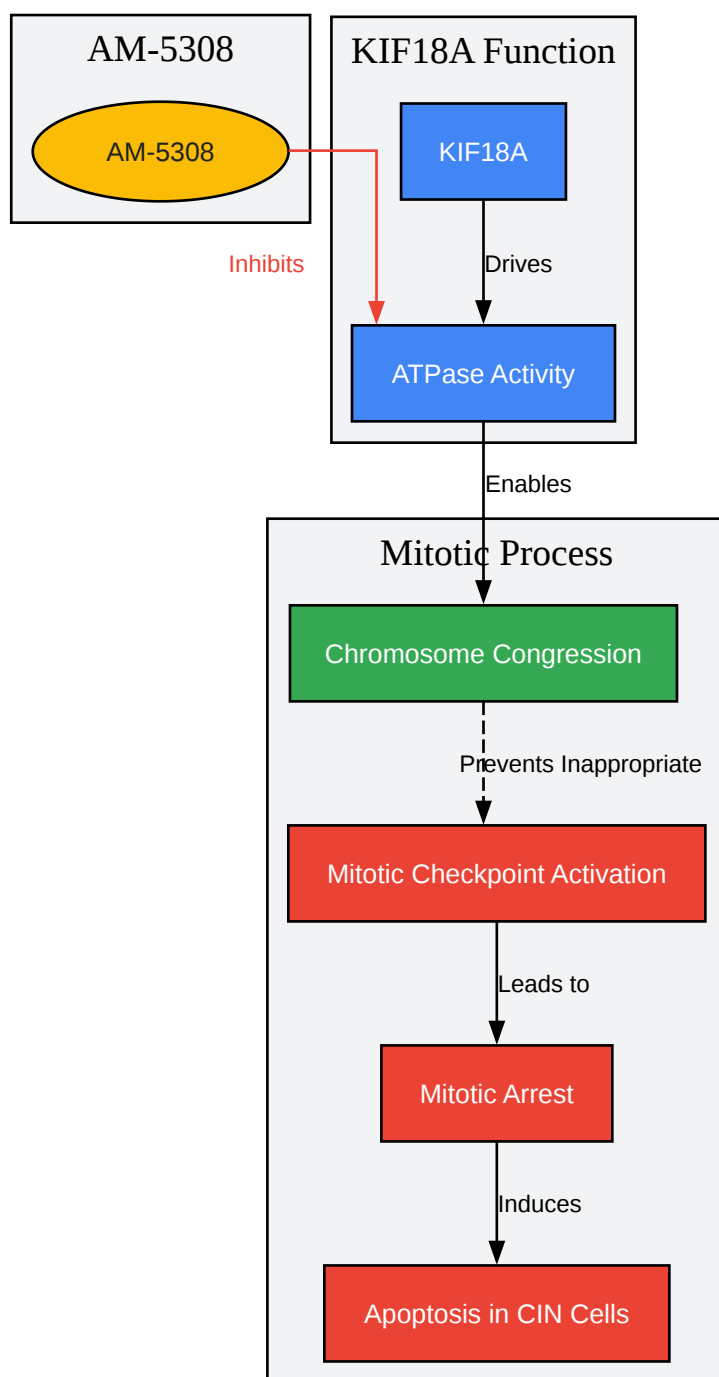 AM-5308
KIF18A Function
AM-5308
KIF18A
Inhibits
Drives
ATPase Activity
Enables
Mitotic Process
Chromosome Congression
Prevents Inappropriate
Mitotic Checkpoint Activation
Leads to
Mitotic Arrest
Induces
Apoptosis in CIN Cells